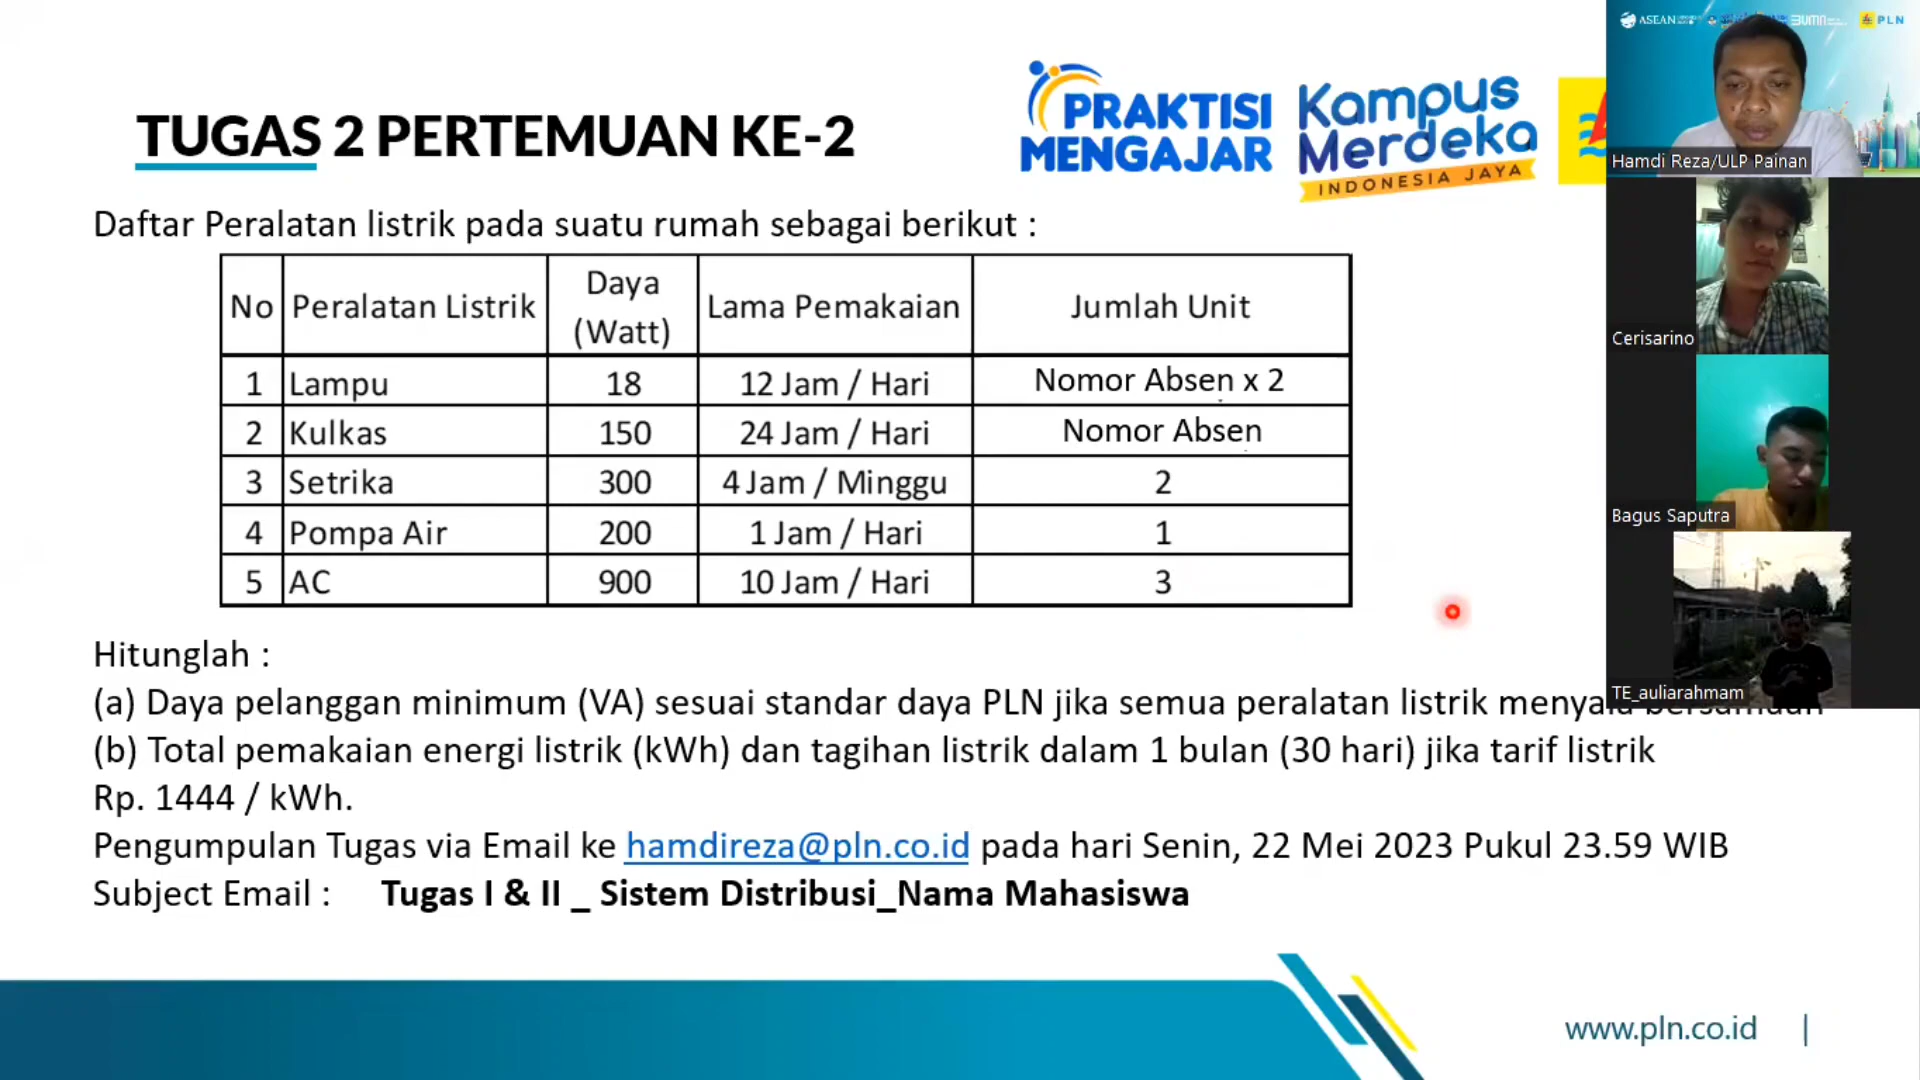 ASEAN
BUMN
PLN
PRAKTISI
MENGAJAR
Kampus
Merdeka
INDONESIA JAYA
TUGAS 2 PERTEMUAN KE-2
Hamdi Reza/ULP Painan
Daftar Peralatan listrik pada suatu rumah sebagai berikut :
No Peralatan Listrik Daya (Watt) Lama Pemakaian Jumlah Unit
1 Lampu 18 12 Jam / Hari Nomor Absen x 2
2 Kulkas 150 24 Jam / Hari Nomor Absen
3 Setrika 300 4 Jam / Minggu 2
4 Pompa Air 200 1 Jam / Hari 1
5 AC 900 10 Jam / Hari 3
Cerisarino
Bagus Saputra
TE_auliarahmam
Hitunglah :
(a) Daya pelanggan minimum (VA) sesuai standar daya PLN jika semua peralatan listrik menyala bersamaan
(b) Total pemakaian energi listrik (kWh) dan tagihan listrik dalam 1 bulan (30 hari) jika tarif listrik
Rp. 1444 / kWh.
Pengumpulan Tugas via Email ke hamdireza@pln.co.id pada hari Senin, 22 Mei 2023 Pukul 23.59 WIB
Subject Email : Tugas I & II _ Sistem Distribusi_Nama Mahasiswa
www.pln.co.id |